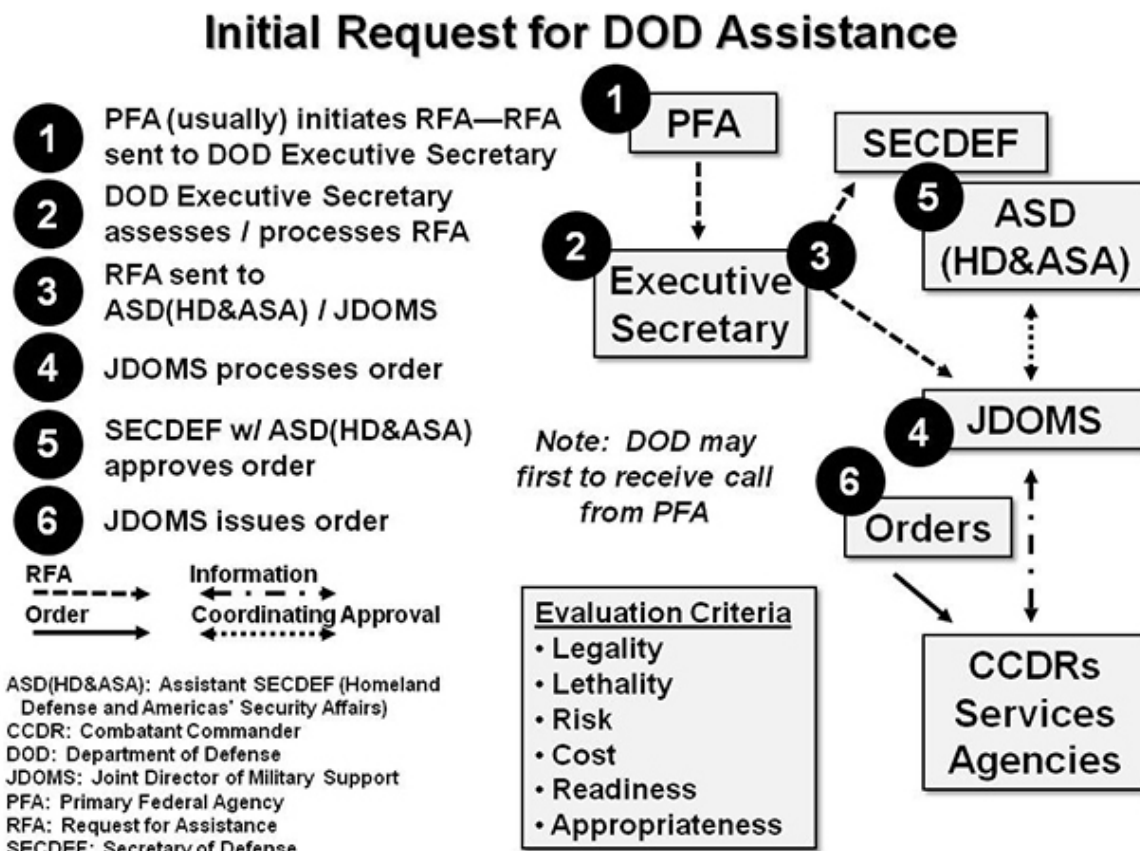 Initial Request for DOD Assistance
1
PFA (usually) initiates RFA—RFA
sent to DOD Executive Secretary
2
DOD Executive Secretary
assesses / processes RFA
3
RFA sent to
ASD(HD&ASA) / JDOMS
4
JDOMS processes order
5
SECDEF w/ ASD(HD&ASA)
approves order
6
JDOMS issues order
RFA
Information
Order
Coordinating Approval
ASD(HD&ASA): Assistant SECDEF (Homeland
Defense and Americas' Security Affairs)
CCDR: Combatant Commander
DOD: Department of Defense
JDOMS: Joint Director of Military Support
PFA: Primary Federal Agency
RFA: Request for Assistance
SECDEF: Secretary of Defense
1
PFA
SECDEF
5
ASD
(HD&ASA)
2
Executive
Secretary
3
4
JDOMS
Note: DOD may
first to receive call
from PFA
6
Orders
Evaluation Criteria
• Legality
• Lethality
• Risk
• Cost
• Readiness
• Appropriateness
CCDRs
Services
Agencies